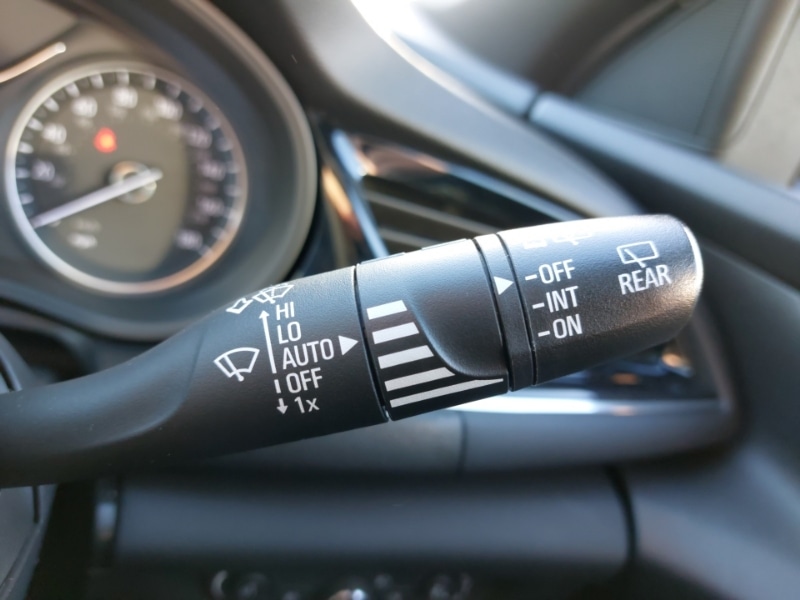 HI
LO
AUTO
OFF
1x
OFF
INT
ON
REAR